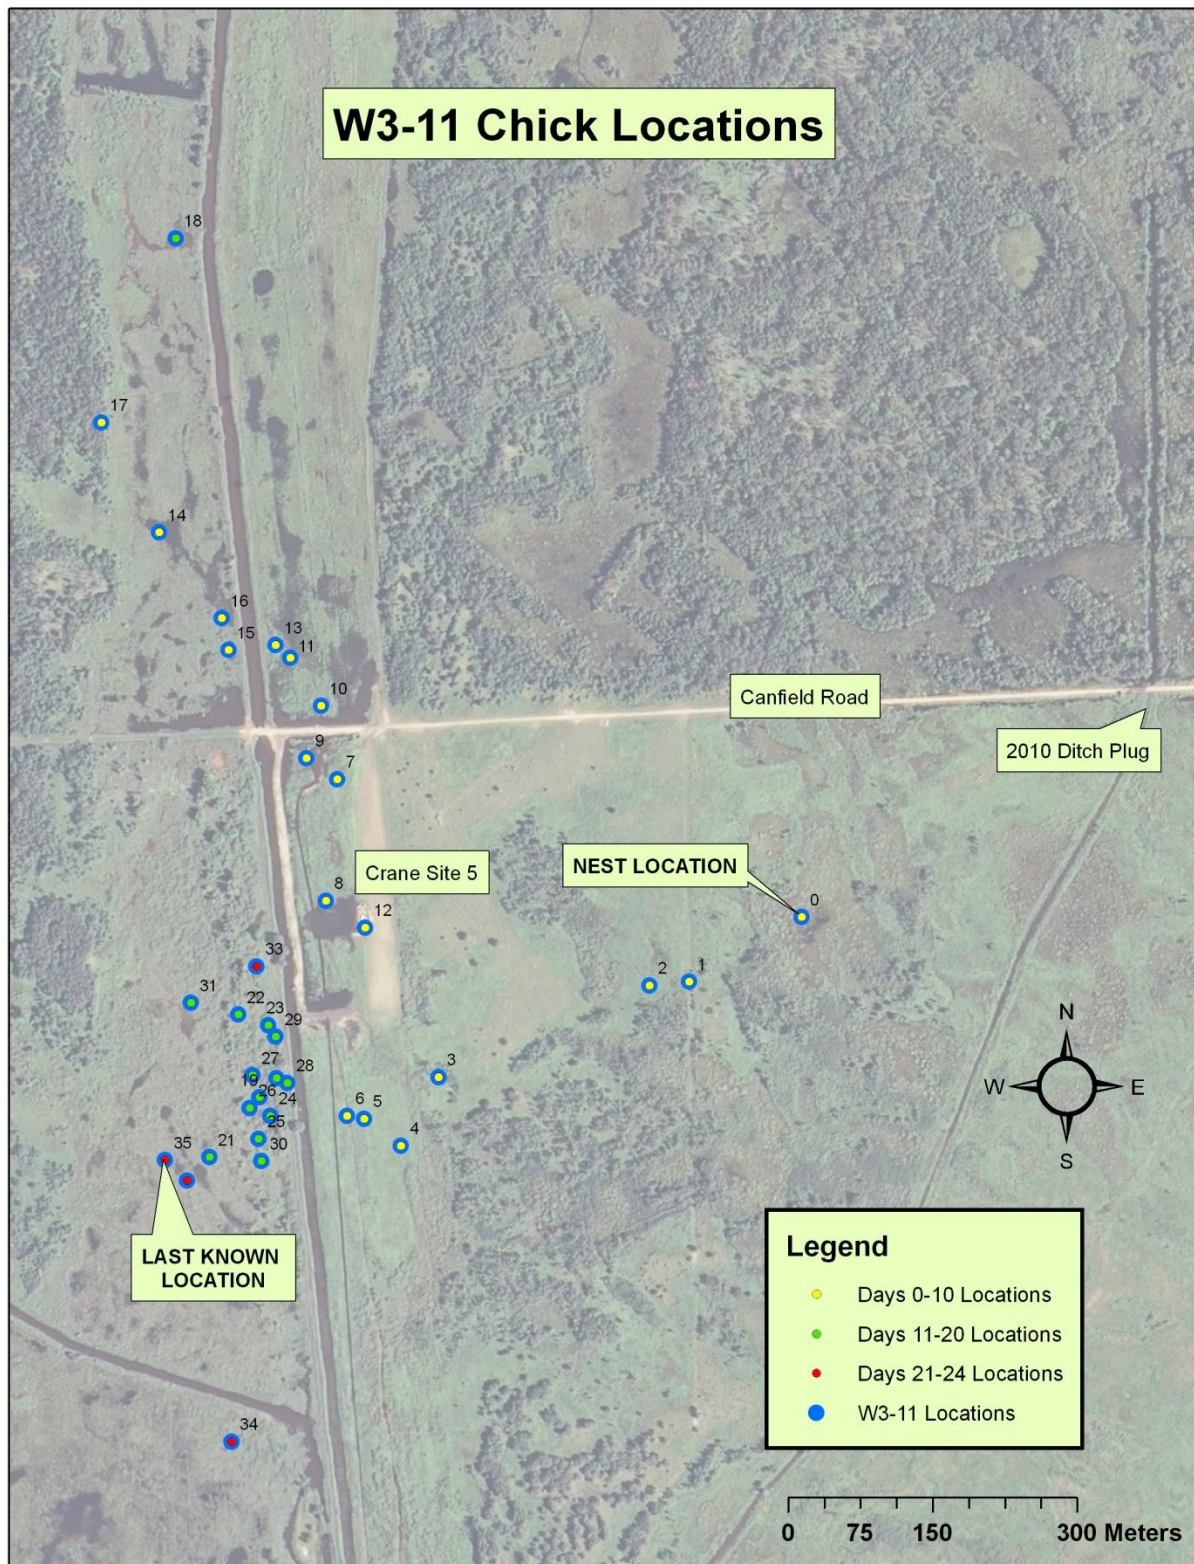 W3-11 Chick Locations
18
17
14
16
15
13
11
10
Canfield Road
2010 Ditch Plug
9
7
Crane Site 5
NEST LOCATION
0
8
12
33
2
1
31
22
23
29
N
W
E
S
3
27
28
19
26
24
25
6
5
4
35
21
30
LAST KNOWN
LOCATION
Legend
Days 0-10 Locations
Days 11-20 Locations
Days 21-24 Locations
W3-11 Locations
34
0 75 150 300 Meters